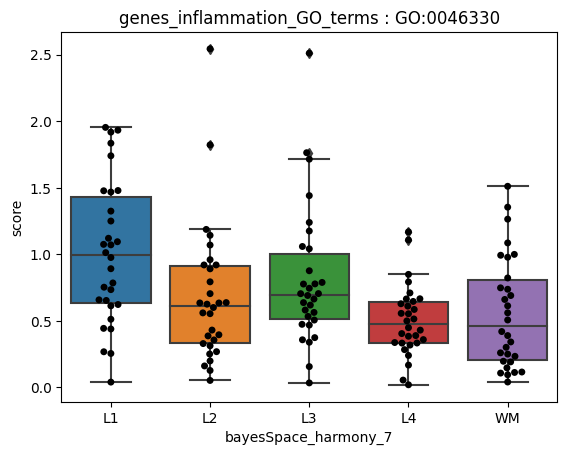 genes_inflammation_GO_terms : GO:0046330
2.5
2.0
1.5
1.0
0.5
0.0
score
L1 L2 L3 L4 WM
bayesSpace_harmony_7